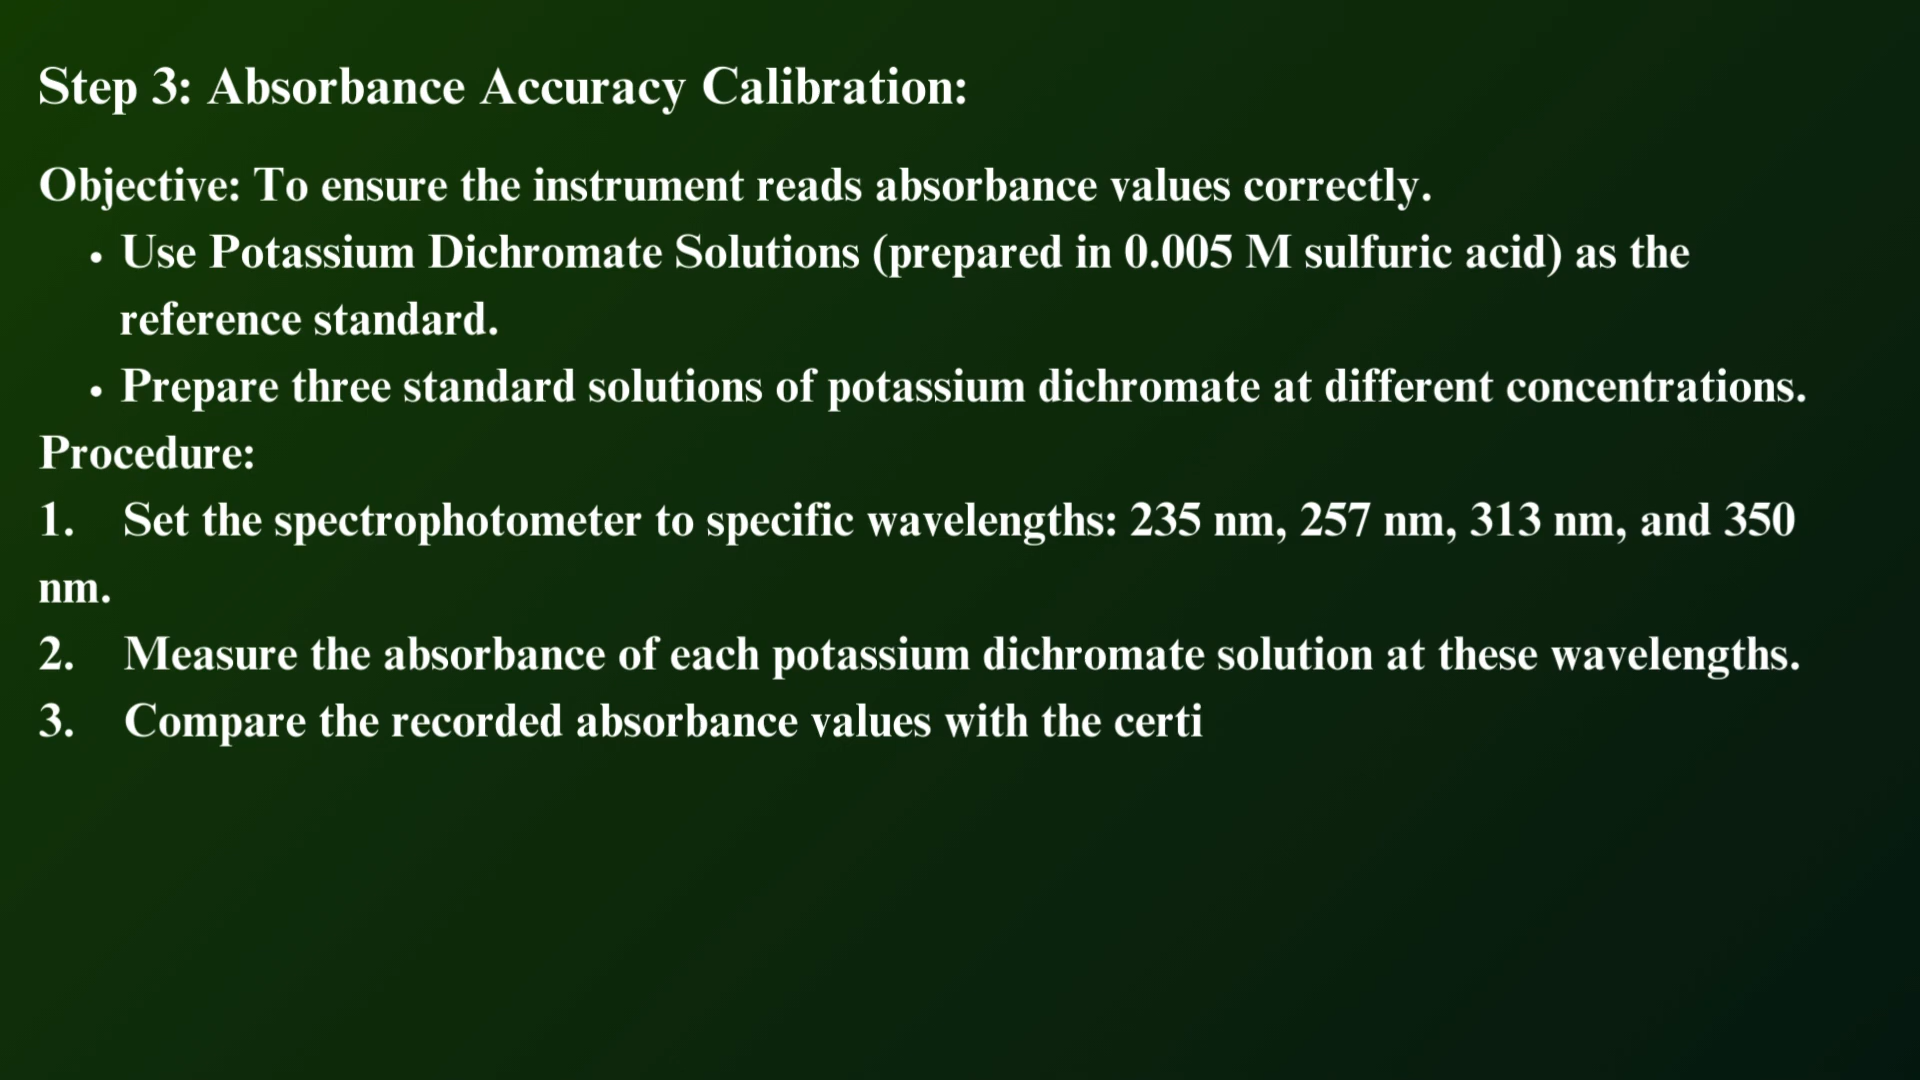 Step 3: Absorbance Accuracy Calibration:
Objective: To ensure the instrument reads absorbance values correctly.
• Use Potassium Dichromate Solutions (prepared in 0.005 M sulfuric acid) as the
reference standard.
• Prepare three standard solutions of potassium dichromate at different concentrations.
Procedure:
1. Set the spectrophotometer to specific wavelengths: 235 nm, 257 nm, 313 nm, and 350
nm.
2. Measure the absorbance of each potassium dichromate solution at these wavelengths.
3. Compare the recorded absorbance values with the certi